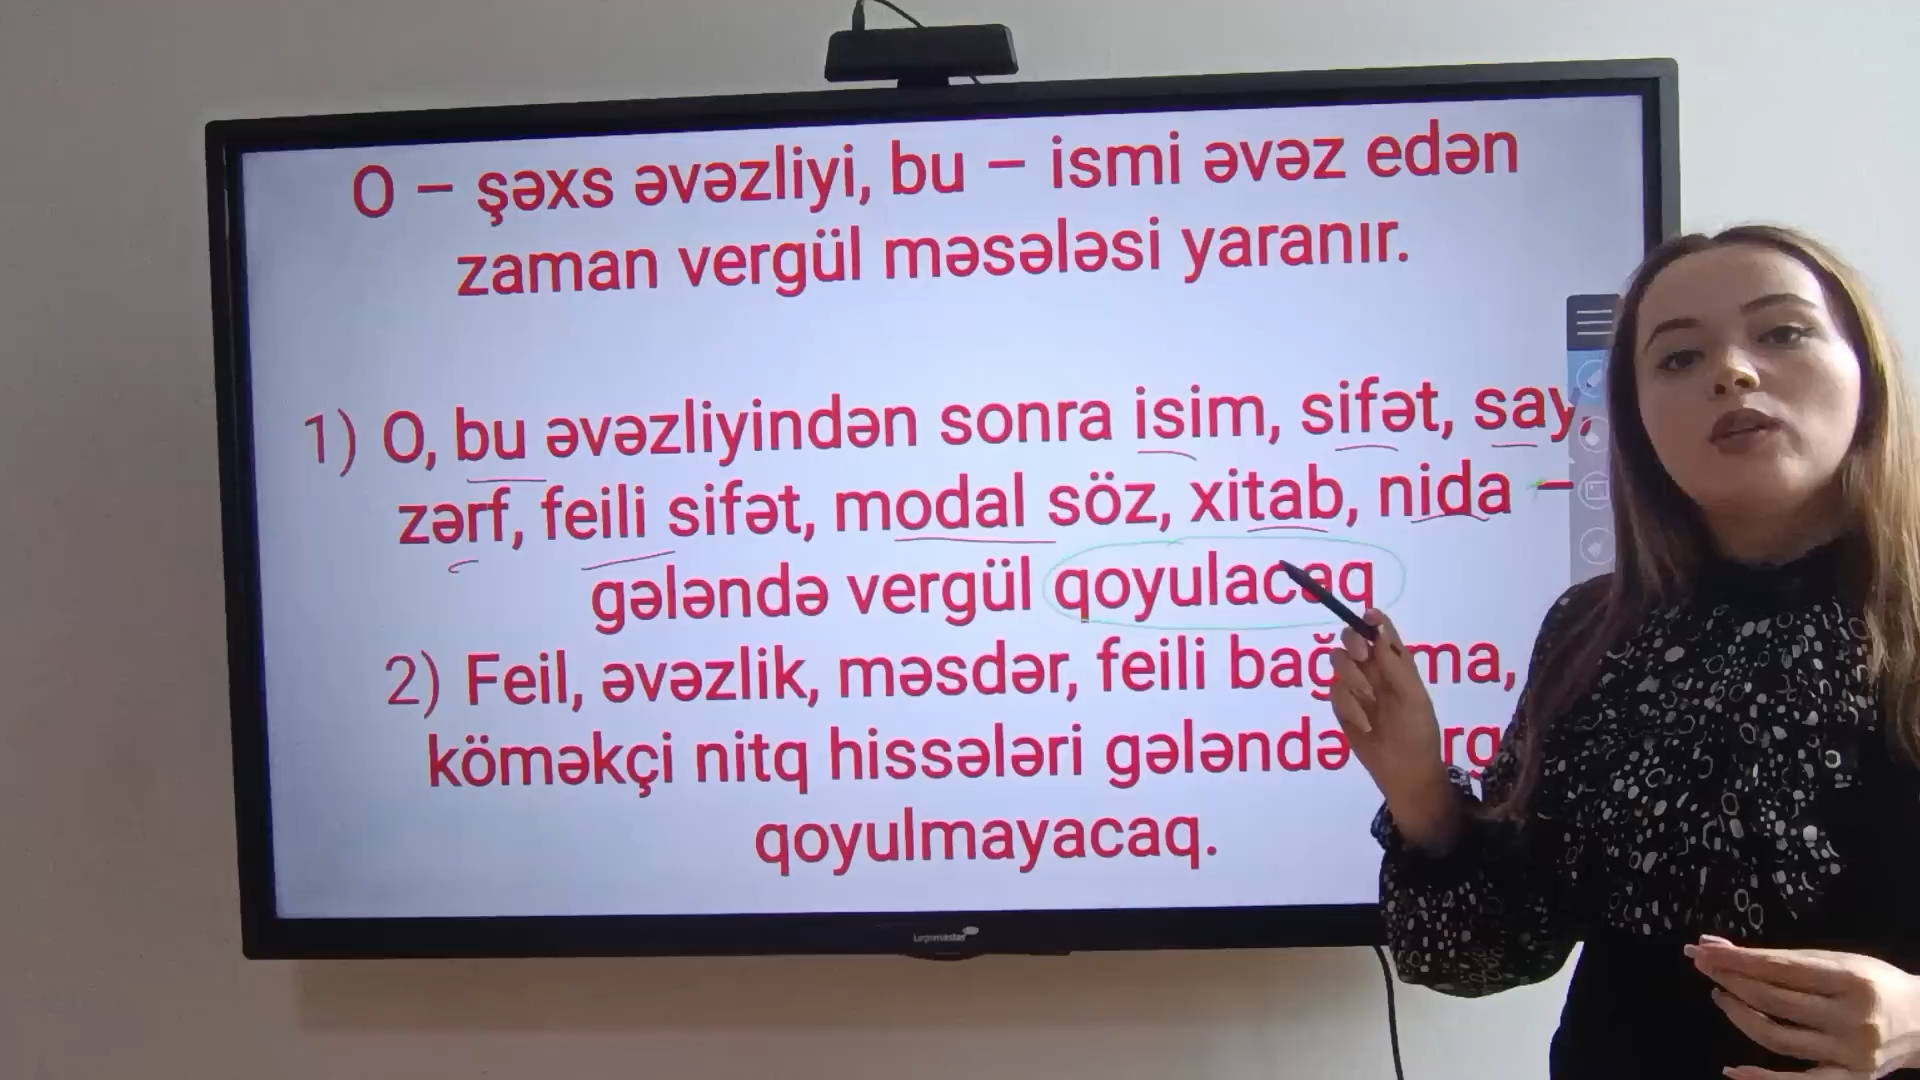 O – şəxs əvəzliyi, bu – ismi əvəz edən
zaman vergül məsələsi yaranır.
1) O, bu əvəzliyindən sonra isim, sifət, say,
zərf, feili sifət, modal söz, xitab, nida –
gələndə vergül qoyulacaq
2) Feil, əvəzlik, məsdər, feili
köməkçi nitq hissələri gələndə
qoyulmayacaq.
Legamaster